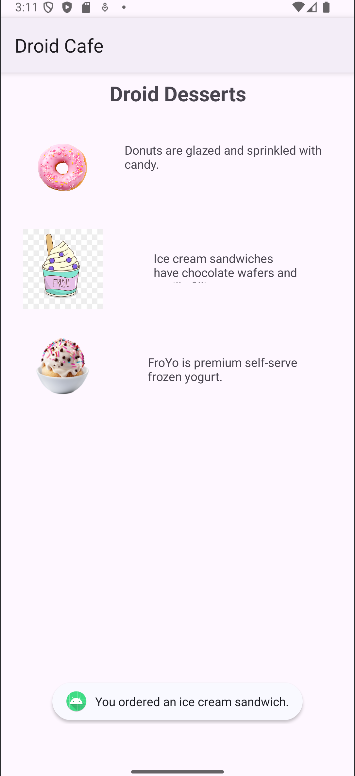 3:11
Droid Cafe
Droid Desserts
Donuts are glazed and sprinkled with
candy.
Ice cream sandwiches
have chocolate wafers and
FroYo is premium self-serve
frozen yogurt.
You ordered an ice cream sandwich.